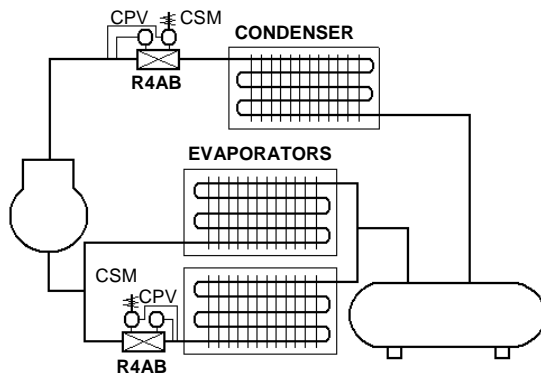 CPV CSM
CONDENSER
R4AB
EVAPORATORS
CSM
CPV
R4AB